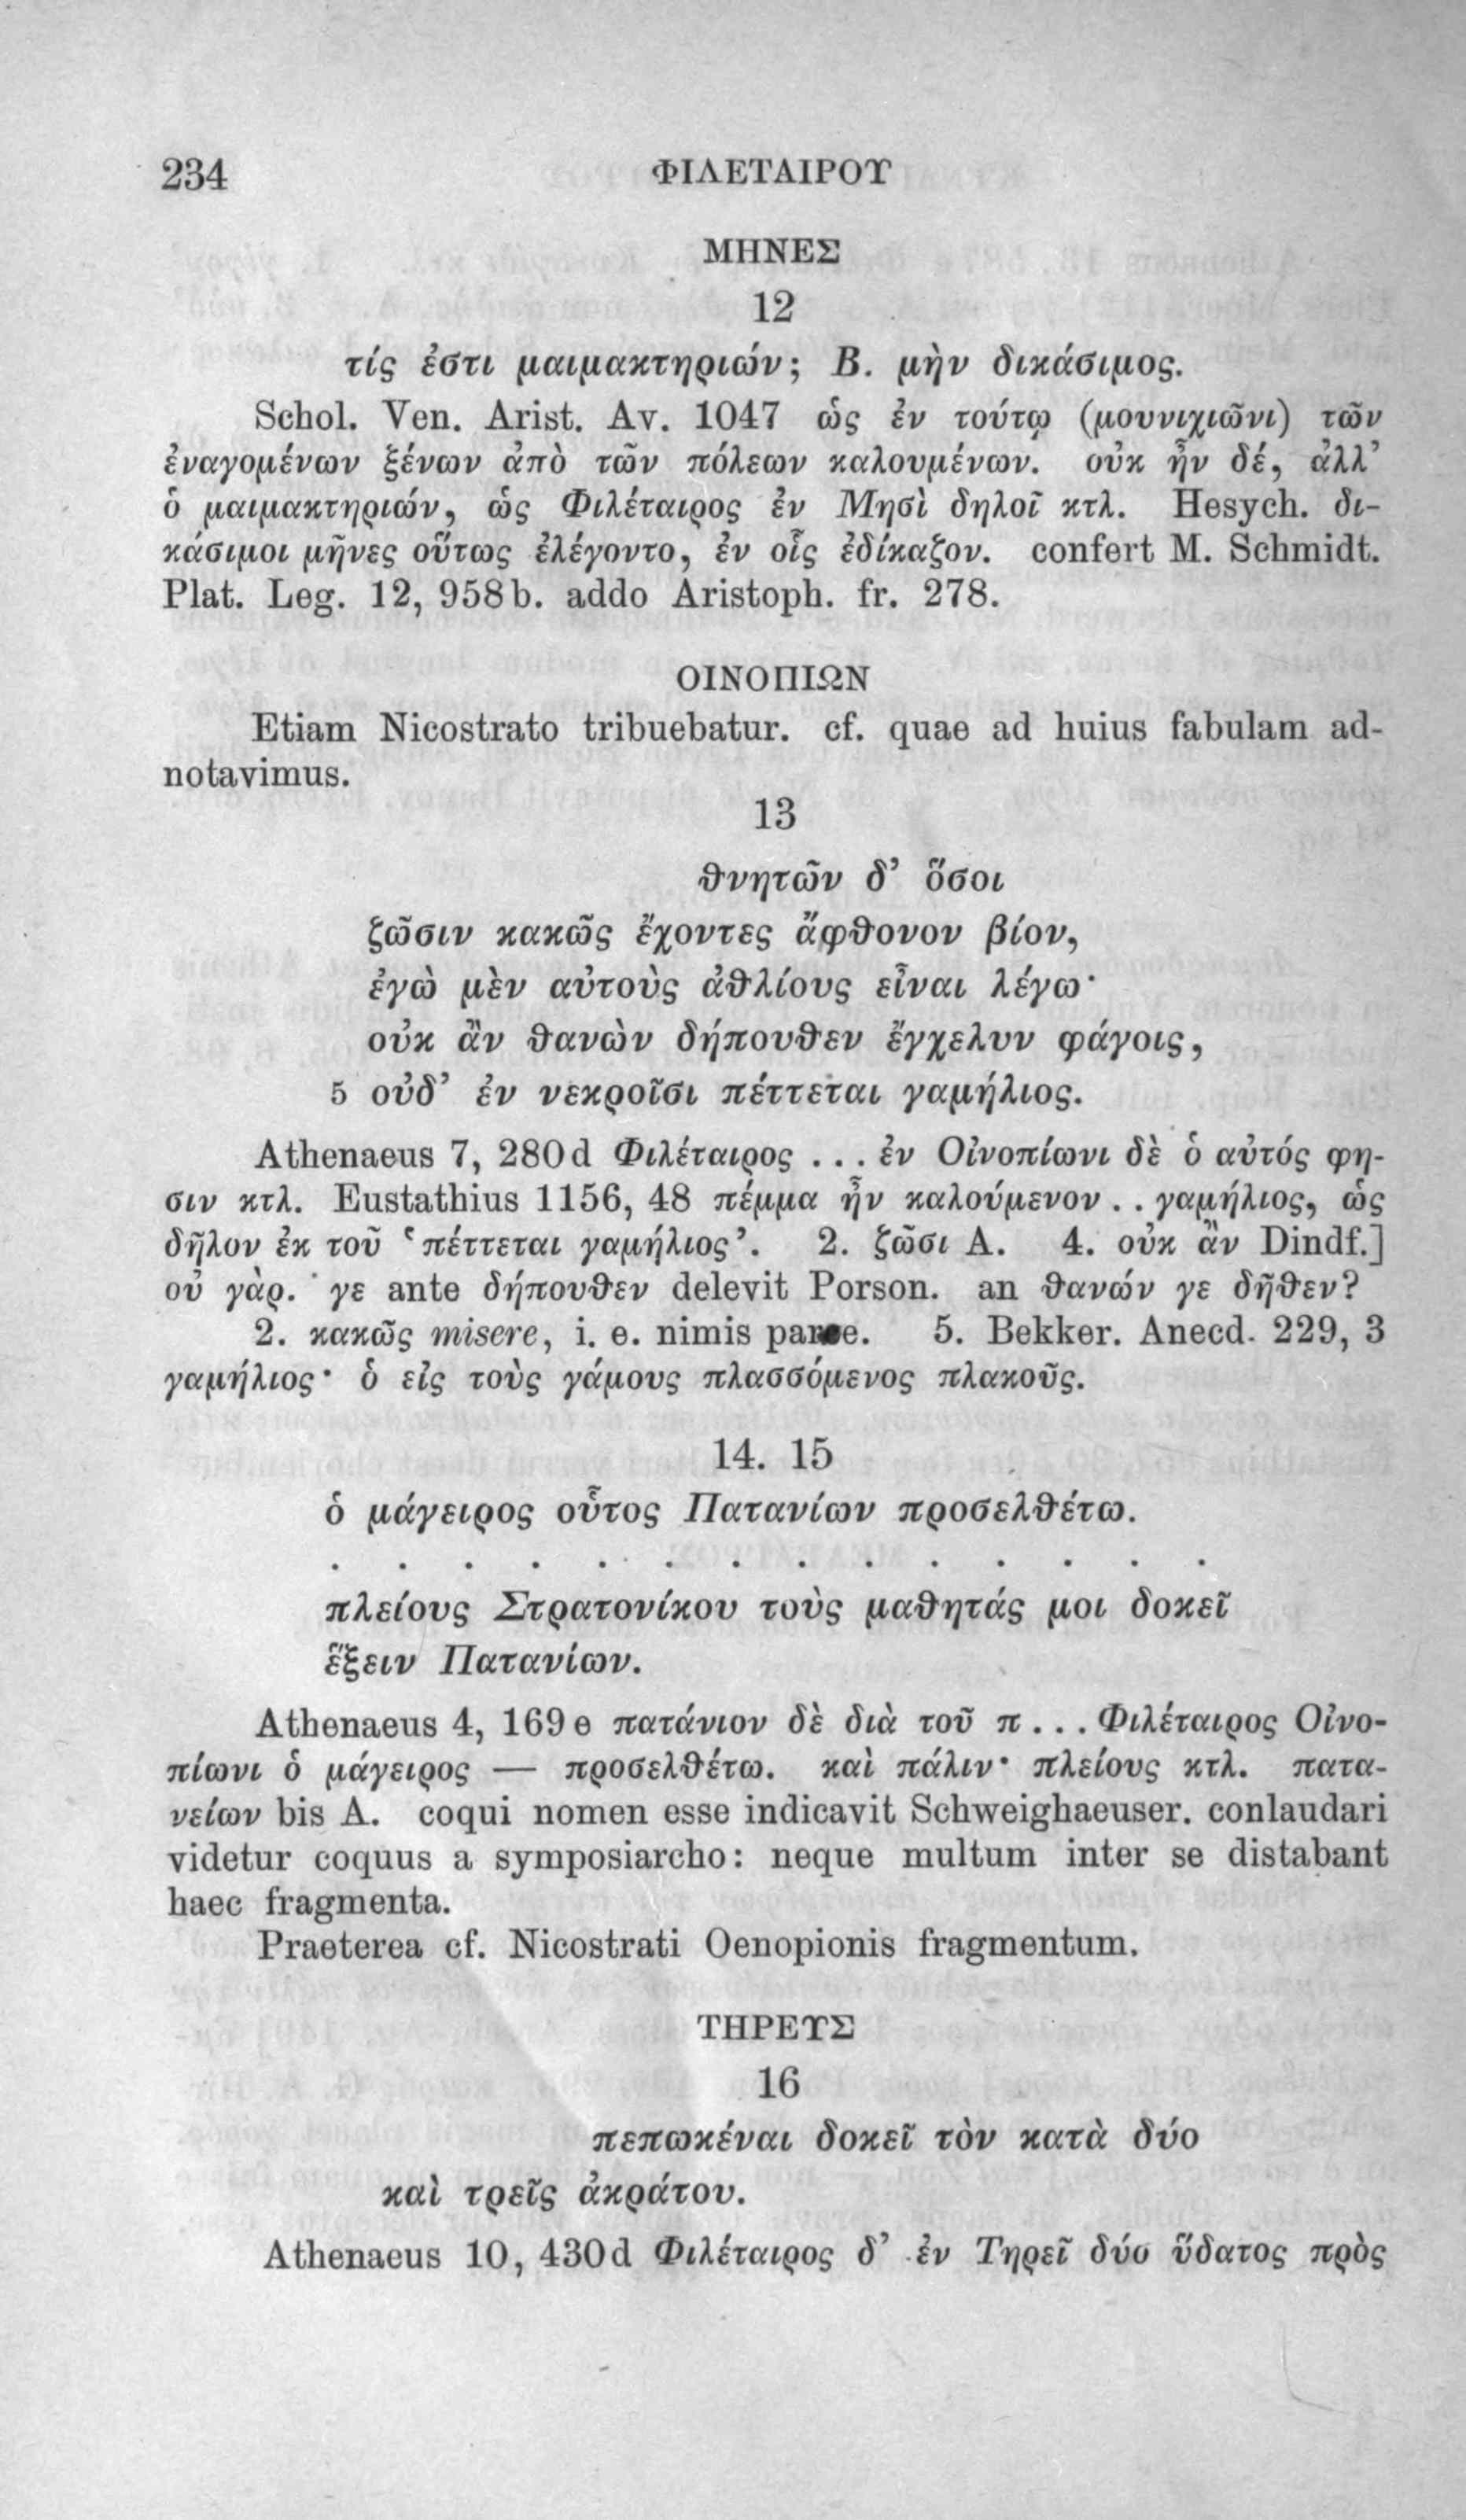 234 ΦΙΛΕΤΑΙΡΟΥ
ΜΗΝΕΣ
12
τίς ἐστι μαιμακτηριών; Β. μὴν δικάσιμος.
Schol. Ven. Arist. Av. 1047 ὡς ἐν τούτῳ (μουνιχιῶνι) τῶν
ἐναγομένων ξένων ἀπὸ τῶν πόλεων καλουμένων. οὐκ ἦν δέ, ἀλλ’
ὁ μαιμακτηριών, ὡς Φιλέταιρος ἐν Μησὶ δηλοῖ κτλ. Hesych. δι-
κάσιμοι μῆνες οὕτως ἐλέγοντο, ἐν οἷς ἐδίκαζον. confert M. Schmidt.
Plat. Leg. 12, 958b. addo Aristoph. fr. 278.
ΟΙΝΟΠΙΩΝ
Etiam Nicostrato tribuebatur. cf. quae ad huius fabulam ad-
notavimus.
13
θνητῶν δ’ ὅσοι
ζῶσιν κακῶς ἔχοντες ἄφθονον βίον,
ἐγὼ μὲν αὐτοὺς ἀθλίους εἶναι λέγω·
οὐκ ἂν θανὼν δήπουθεν ἔγχελυν φάγοις,
5 οὐδ’ ἐν νεκροῖσι πέττεται γαμήλιος.
Athenaeus 7, 280d Φιλέταιρος ... ἐν Οἰνοπίωνι δὲ ὁ αὐτός φη-
σιν κτλ. Eustathius 1156, 48 πέμμα ἦν καλούμενον .. γαμήλιος, ὡς
δῆλον ἐκ τοῦ ‘πέττεται γαμήλιος’. 2. ζῶσι A. 4. οὐκ ἂν Dindf.]
οὐ γὰρ. γε ante δήπουθεν delevit Porson. an θανών γε δῆθεν?
2. κακῶς misere, i. e. nimis parce. 5. Bekker. Anecd. 229, 3
γαμήλιος· ὁ εἰς τοὺς γάμους πλασσόμενος πλακοῦς.
14. 15
ὁ μάγειρος οὗτος Πατανίων προσελθέτω.
. . . . . . . . . . . . . .
πλείους Στρατονίκου τοὺς μαθητάς μοι δοκεῖ
ἕξειν Πατανίων.
Athenaeus 4, 169e πατάνιον δὲ διὰ τοῦ π ... Φιλέταιρος Οἰνο-
πίωνι ὁ μάγειρος — προσελθέτω. καὶ πάλιν· πλείους κτλ. πατα-
νείων bis A. coqui nomen esse indicavit Schweighaeuser. conlaudari
videtur coquus a symposiarcho: neque multum inter se distabant
haec fragmenta.
Praeterea cf. Nicostrati Oenopionis fragmentum.
ΤΗΡΕΥΣ
16
πεπωκέναι δοκεῖ τὸν κατὰ δύο
καὶ τρεῖς ἀκράτου.
Athenaeus 10, 430d Φιλέταιρος δ’ ἐν Τηρεῖ δύο ὕδατος πρὸς